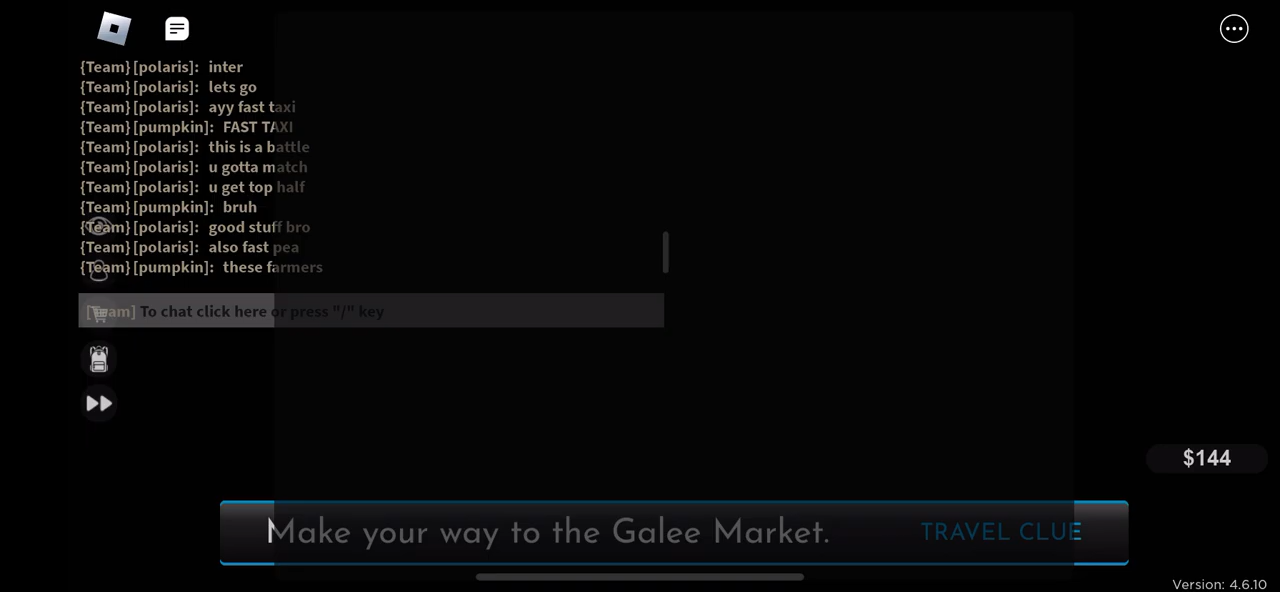 {Team} [polaris]: inter
{Team} [polaris]: lets go
{Team} [polaris]: ayy fast taxi
{Team} [pumpkin]: FAST TAXI
{Team} [polaris]: this is a battle
{Team} [polaris]: u gotta match
{Team} [polaris]: u get top half
{Team} [pumpkin]: bruh
{Team} [polaris]: good stuff bro
{Team} [polaris]: also fast pea
{Team} [pumpkin]: these farmers
[Team] To chat click here or press "/" key
$144
Make your way to the Galee Market. TRAVEL CLUE
Version: 4.6.10